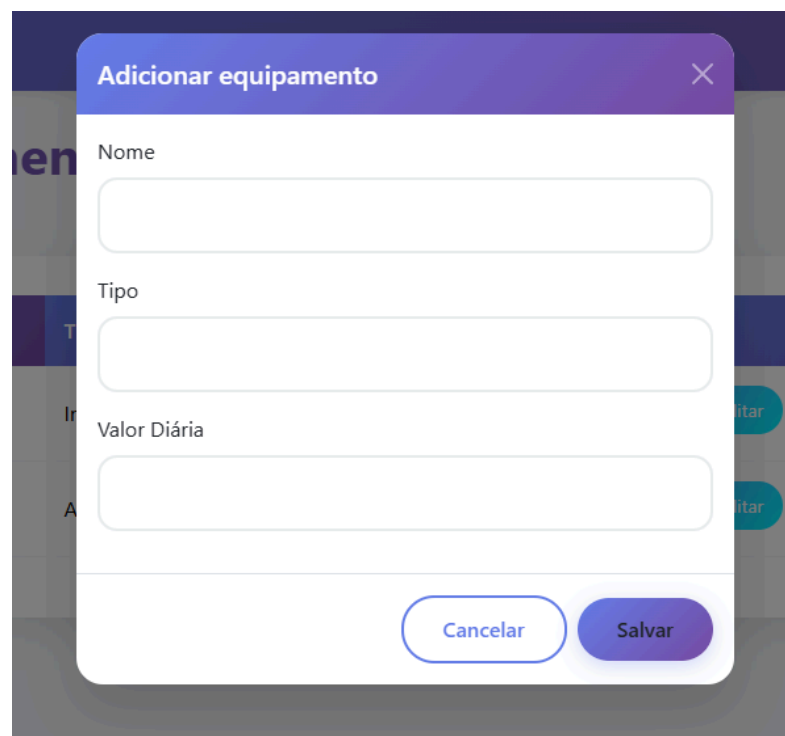 Adicionar equipamento
Nome
Tipo
Valor Diária
Cancelar
Salvar